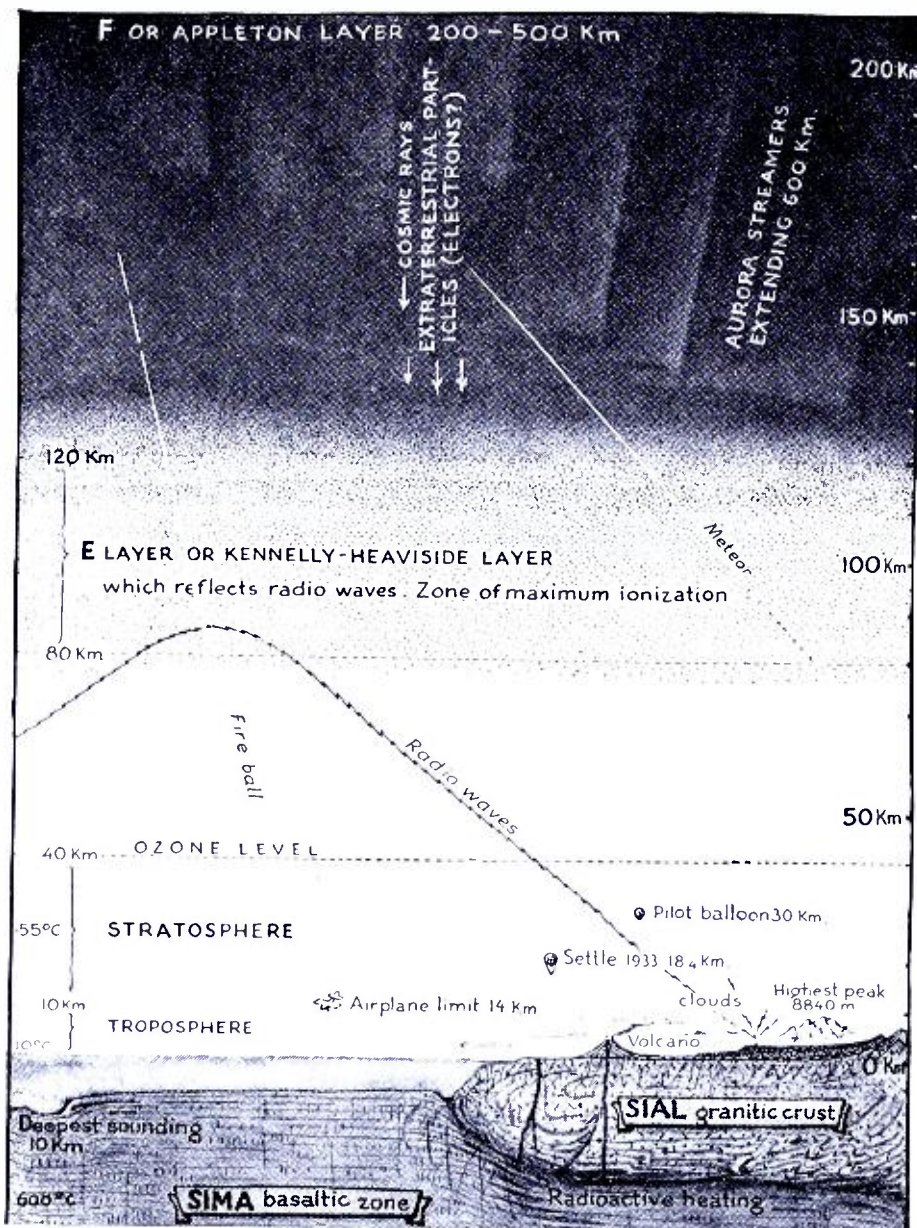 F OR APPLETON LAYER 200 – 500 Km
200 Km
COSMIC RAYS
EXTRATERRESTRIAL PART-
ICLES (ELECTRONS?)
AURORA STREAMERS
EXTENDING 600 Km.
150 Km
120 Km
E LAYER OR KENNELLY-HEAVISIDE LAYER
which reflects radio waves. Zone of maximum ionization
Meteor
100 Km
80 Km
Fire ball
Radio waves
50 Km
40 Km
OZONE LEVEL
Pilot balloon 30 Km
-55°C
STRATOSPHERE
Settle 1933 18.4 Km
10 Km
Airplane limit 14 Km
clouds
Highest peak
8840 m
TROPOSPHERE
10°C
Volcano
0 Km
SIAL granitic crust
Deepest sounding
10 Km
600°C
SIMA basaltic zone
Radioactive heating